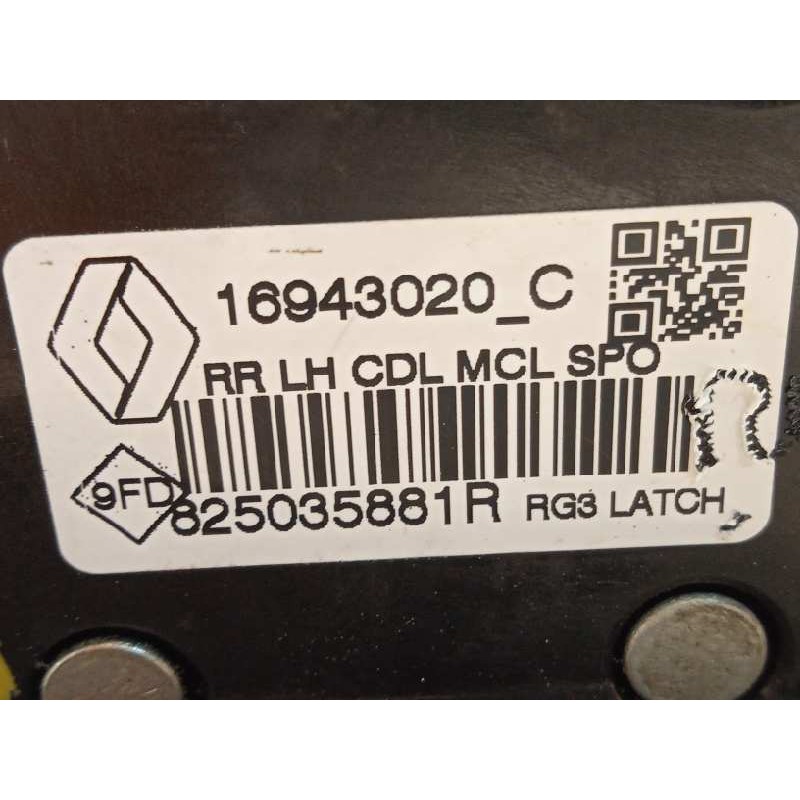 16943020_C
RR LH CDL MCL SPO
9FD
825035881R RG3 LATCH